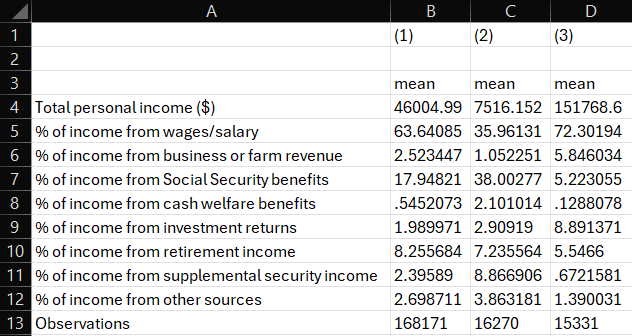 A B C D
1 (1) (2) (3)
2
3 mean mean mean
4 Total personal income ($) 46004.99 7516.152 151768.6
5 % of income from wages/salary 63.64085 35.96131 72.30194
6 % of income from business or farm revenue 2.523447 1.052251 5.846034
7 % of income from Social Security benefits 17.94821 38.00277 5.223055
8 % of income from cash welfare benefits .5452073 2.101014 .1288078
9 % of income from investment returns 1.989971 2.90919 8.891371
10 % of income from retirement income 8.255684 7.235564 5.5466
11 % of income from supplemental security income 2.39589 8.866906 .6721581
12 % of income from other sources 2.698711 3.863181 1.390031
13 Observations 168171 16270 15331